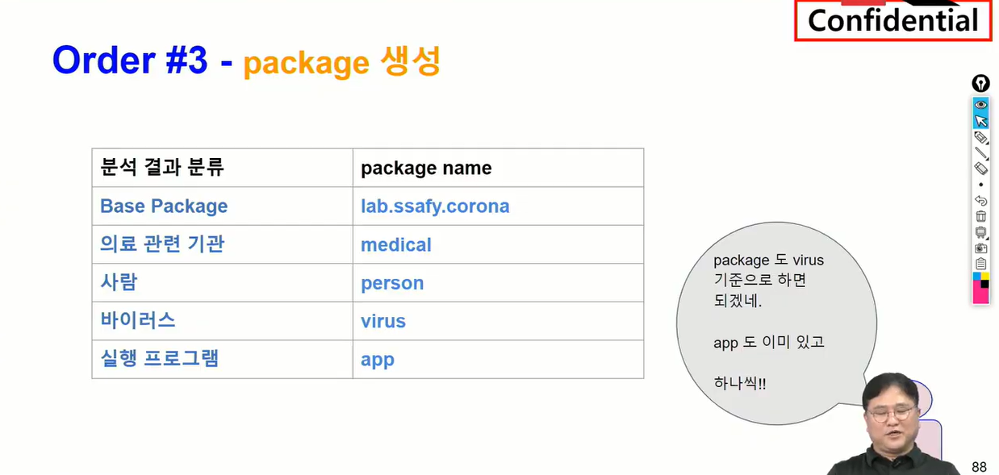 Confidential
Order #3 - package 생성
분석 결과 분류 package name
Base Package lab.ssafy.corona
의료 관련 기관 medical
사람 person
바이러스 virus
실행 프로그램 app
package 도 virus
기준으로 하면
되겠네.
app 도 이미 있고
하나씩!!
88